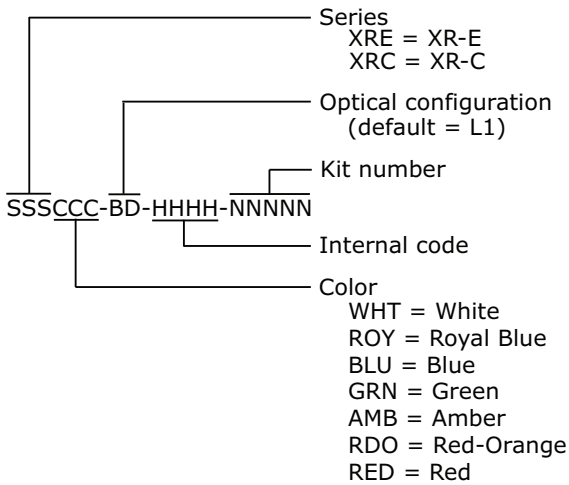 Series
XRE = XR-E
XRC = XR-C
Optical configuration
(default = L1)
Kit number
SSSCCC-BD-HHHH-NNNNN
Internal code
Color
WHT = White
ROY = Royal Blue
BLU = Blue
GRN = Green
AMB = Amber
RDO = Red-Orange
RED = Red